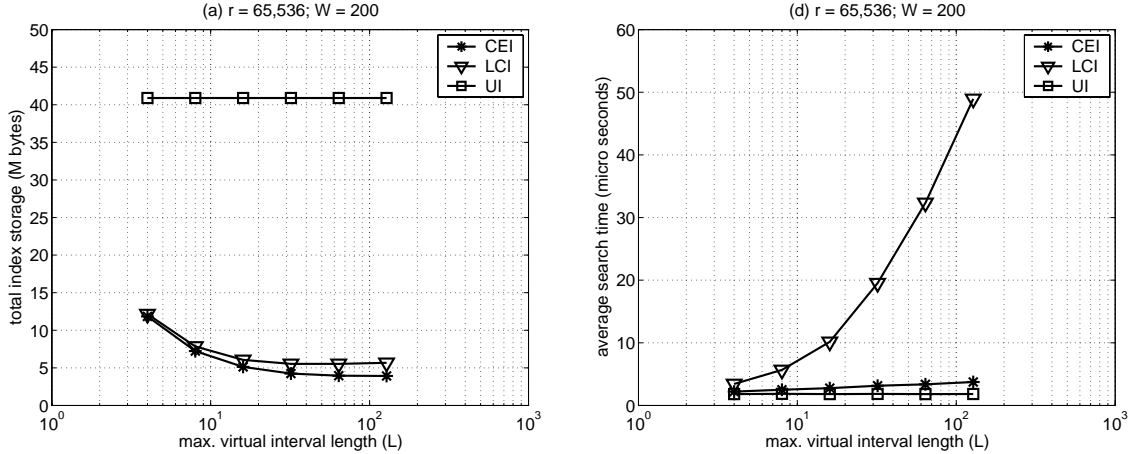 (a) r = 65,536; W = 200
total index storage (M bytes)
50
45
40
35
30
25
20
15
10
5
0
CEI
LCI
UI
10^0
10^1
10^2
10^3
max. virtual interval length (L)
(d) r = 65,536; W = 200
average search time (micro seconds)
60
50
40
30
20
10
0
CEI
LCI
UI
10^0
10^1
10^2
10^3
max. virtual interval length (L)